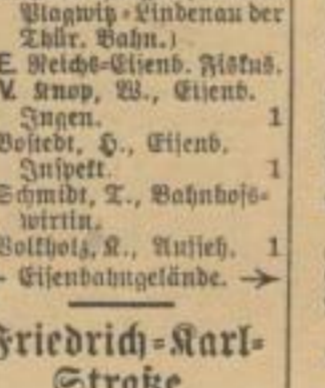 Plagwitz-Lindenau der
Thür. Bahn.)
E. Reichs-Eisenb. Fiskus.
V. Knop, W., Eisenb.
Ingen. 1
Bostedt, H., Eisenb.
Inspekt. 1
Schmidt, T., Bahnhofs-
wirtin.
Volkholz, K., Aufseh. 1
- Eisenbahngelände. →
Friedrich-Karl-
Straße